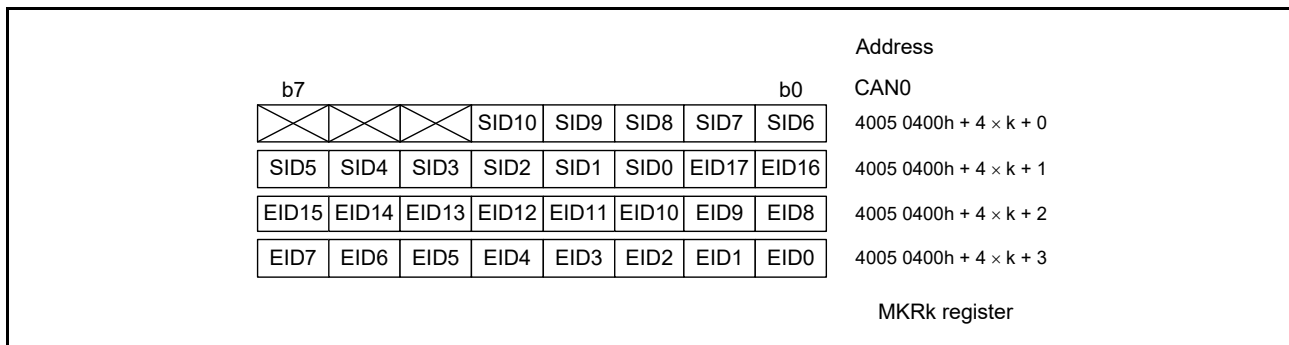 Address
b7 b0 CAN0
SID10 SID9 SID8 SID7 SID6 4005 0400h + 4 × k + 0
SID5 SID4 SID3 SID2 SID1 SID0 EID17 EID16 4005 0400h + 4 × k + 1
EID15 EID14 EID13 EID12 EID11 EID10 EID9 EID8 4005 0400h + 4 × k + 2
EID7 EID6 EID5 EID4 EID3 EID2 EID1 EID0 4005 0400h + 4 × k + 3
MKRk register